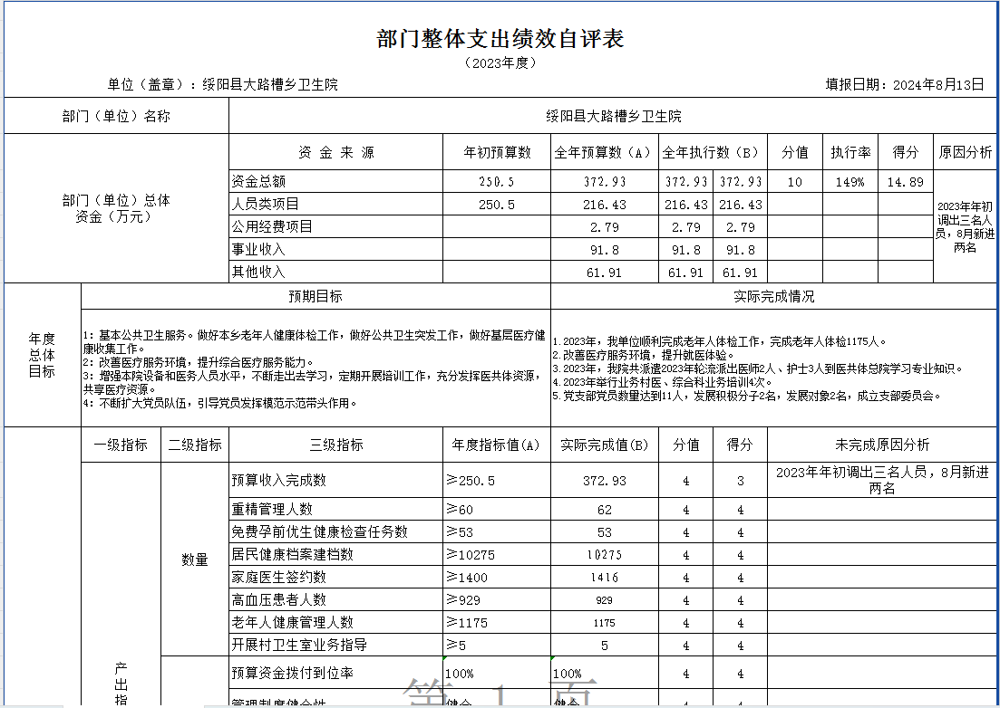 部门整体支出绩效自评表
（2023年度）
单位（盖章）：绥阳县大路槽乡卫生院 填报日期：2024年8月13日
部门（单位）名称 绥阳县大路槽乡卫生院
部门（单位）总体
资金（万元）
资 金 来 源 年初预算数 全年预算数（A） 全年执行数（B） 分值 执行率 得分 原因分析
资金总额 250.5 372.93 372.93 372.93 10 149% 14.89
人员类项目 250.5 216.43 216.43 216.43
公用经费项目 2.79 2.79 2.79
事业收入 91.8 91.8 91.8
其他收入 61.91 61.91 61.91
2023年年初
调出三名人
员，8月新进
两名
年度
总体
目标
预期目标 实际完成情况
1：基本公共卫生服务。做好本乡老年人健康体检工作，做好公共卫生突发工作，做好基层医疗健
康收集工作。
2：改善医疗服务环境，提升综合医疗服务能力。
3：增强本院设备和医务人员水平，不断走出去学习，定期开展培训工作，充分发挥医共体资源，
共享医疗资源。
4：不断扩大党员队伍，引导党员发挥模范示范带头作用。
1.2023年，我单位顺利完成老年人体检工作，完成老年人体检1175人。
2.改善医疗服务环境，提升就医体验。
3.2023年，我院共派遣2023年轮流派出医师2人、护士3人到医共体总院学习专业知识。
4.2023年举行业务村医、综合科业务培训4次。
5.党支部党员数量达到11人，发展积极分子2名，发展对象2名，成立支部委员会。
一级指标 二级指标 三级指标 年度指标值(A) 实际完成值(B) 分值 得分 未完成原因分析
产
出
指
数量
预算收入完成数 ≥250.5 372.93 4 3 2023年年初调出三名人员，8月新进
两名
重精管理人数 ≥60 62 4 4
免费孕前优生健康检查任务数 ≥53 53 4 4
居民健康档案建档数 ≥10275 10275 4 4
家庭医生签约数 ≥1400 1416 4 4
高血压患者人数 ≥929 929 4 4
老年人健康管理人数 ≥1175 1175 4 4
开展村卫生室业务指导 ≥5 5 4 4
预算资金拨付到位率 100% 100% 4 4
管理制度健全性 健全 健全 4 4
第 1 页